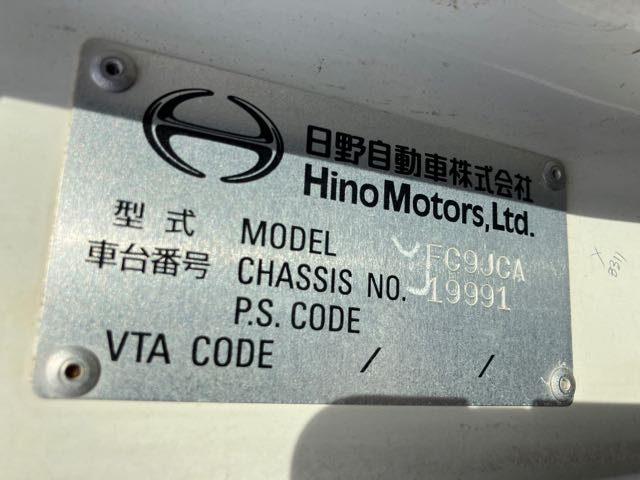 日野自動車株式会社
Hino Motors, Ltd.
型式 MODEL FC9JCA
車台番号 CHASSIS NO. 19991
P.S. CODE
VTA CODE / /